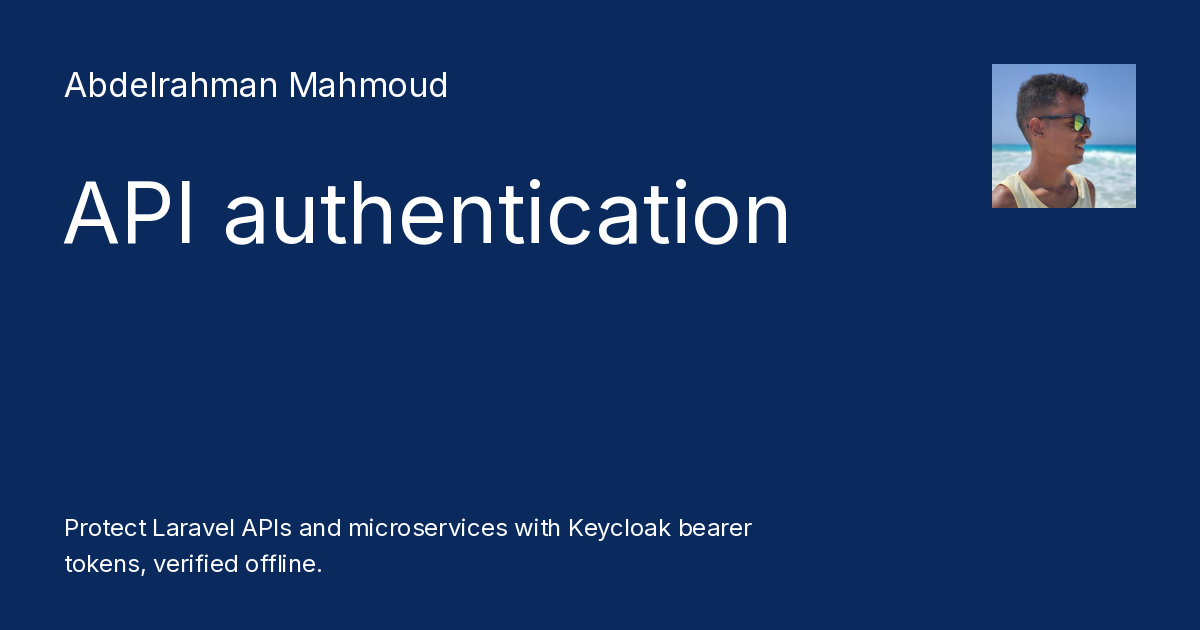 Abdelrahman Mahmoud
API authentication
Protect Laravel APIs and microservices with Keycloak bearer
tokens, verified offline.